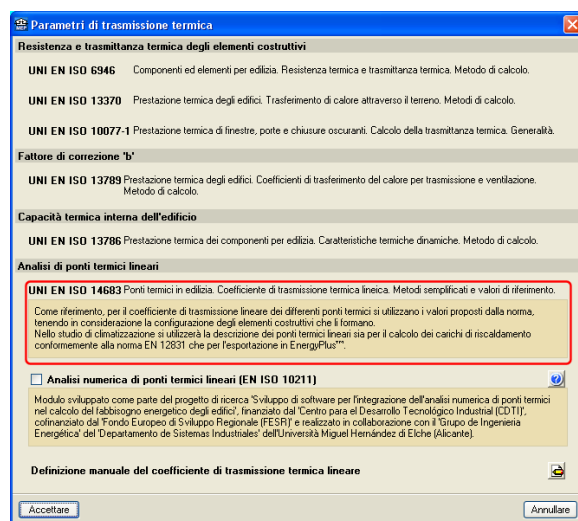 Parametri di trasmissione termica
Resistenza e trasmittanza termica degli elementi costruttivi
UNI EN ISO 6946 Componenti ed elementi per edilizia. Resistenza termica e trasmittanza termica. Metodo di calcolo.
UNI EN ISO 13370 Prestazione termica degli edifici. Trasferimento di calore attraverso il terreno. Metodi di calcolo.
UNI EN ISO 10077-1 Prestazione termica di finestre, porte e chiusure oscuranti. Calcolo della trasmittanza termica. Generalità.
Fattore di correzione 'b'
UNI EN ISO 13789 Prestazione termica degli edifici. Coefficienti di trasferimento del calore per trasmissione e ventilazione.
Metodo di calcolo.
Capacità termica interna dell'edificio
UNI EN ISO 13786 Prestazione termica dei componenti per edilizia. Caratteristiche termiche dinamiche. Metodo di calcolo.
Analisi di ponti termici lineari
UNI EN ISO 14683 Ponti termici in edilizia. Coefficiente di trasmissione termica lineica. Metodi semplificati e valori di riferimento.
Come riferimento, per il coefficiente di trasmissione lineare dei differenti ponti termici si utilizzano i valori proposti dalla norma,
tenendo in considerazione la configurazione degli elementi costruttivi che li formano.
Nello studio di climatizzazione si utilizzerà la descrizione dei ponti termici lineari sia per il calcolo dei carichi di riscaldamento
conformemente alla norma EN 12831 che per l'esportazione in EnergyPlus™.
Analisi numerica di ponti termici lineari (EN ISO 10211)
Modulo sviluppato come parte del progetto di ricerca 'Sviluppo di software per l'integrazione dell'analisi numerica di ponti termici
nel calcolo del fabbisogno energetico degli edifici', finanziato dal 'Centro para el Desarrollo Tecnológico Industrial (CDTI)',
cofinanziato dal 'Fondo Europeo di Sviluppo Regionale (FESR)' e realizzato in collaborazione con il 'Grupo de Ingenieria
Energética' del 'Departamento de Sistemas Industriales' dell'Università Miguel Hernández di Elche (Alicante).
Definizione manuale del coefficiente di trasmissione termica lineare
Accettare
Annullare